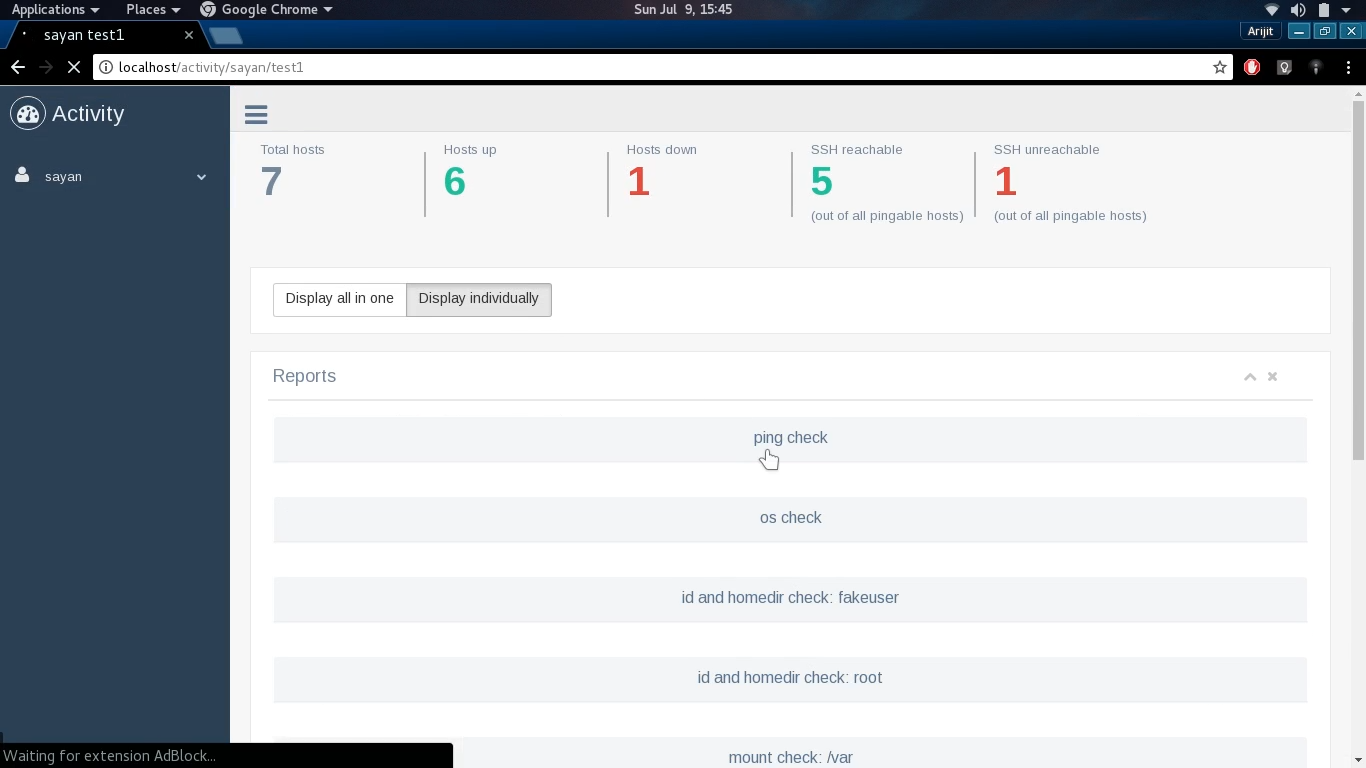 Applications Places Google Chrome Sun Jul 9, 15:45
sayan test1 Arijit
localhost/activity/sayan/test1
Activity
sayan
Total hosts
7
Hosts up
6
Hosts down
1
SSH reachable
5
(out of all pingable hosts)
SSH unreachable
1
(out of all pingable hosts)
Display all in one Display individually
Reports
ping check
os check
id and homedir check: fakeuser
id and homedir check: root
mount check: /var
Waiting for extension AdBlock...